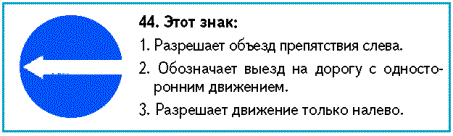 44. Этот знак:
1. Разрешает объезд препятствия слева.
2. Обозначает выезд на дорогу с односто-
ронним движением.
3. Разрешает движение только налево.